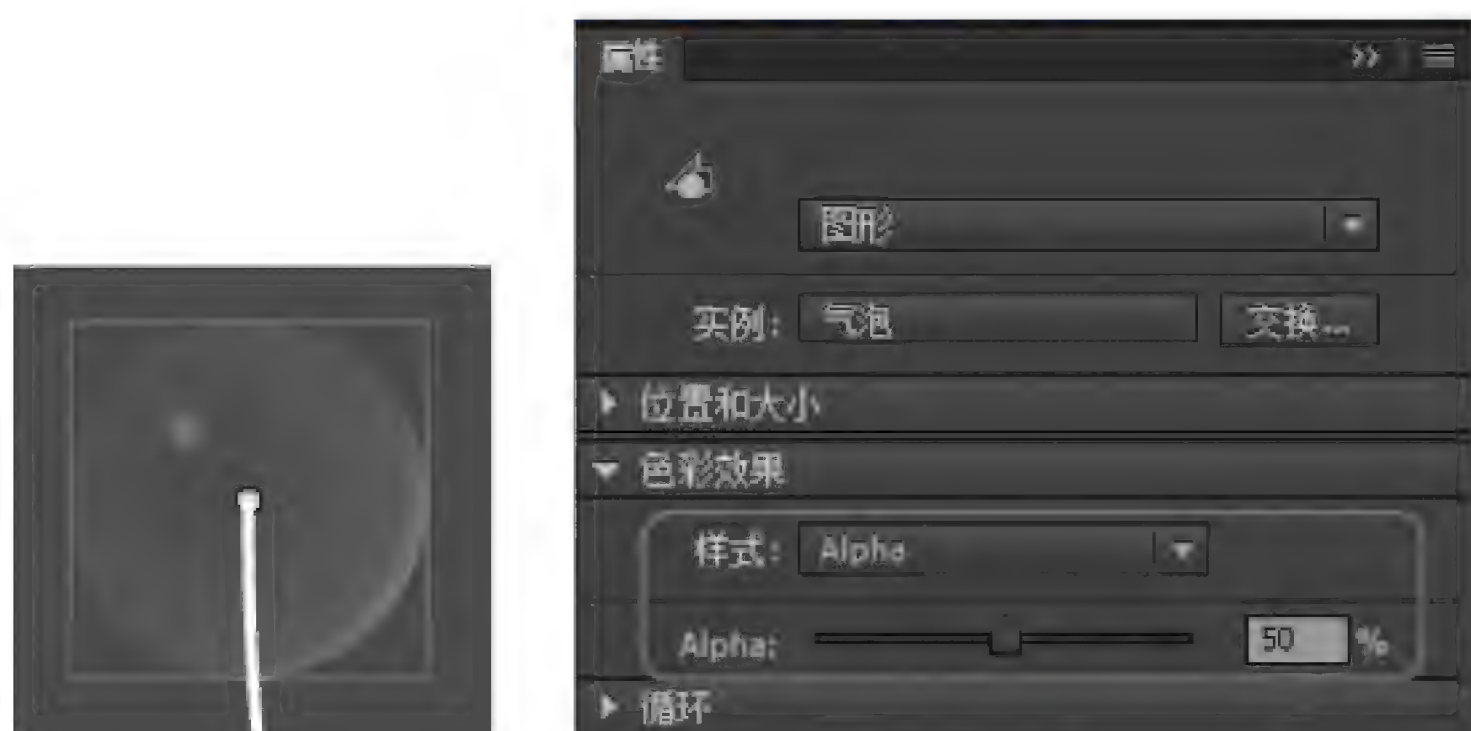 属性
图形
实例: 气泡 交换...
位置和大小
色彩效果
样式: Alpha
Alpha: 50 %
循环